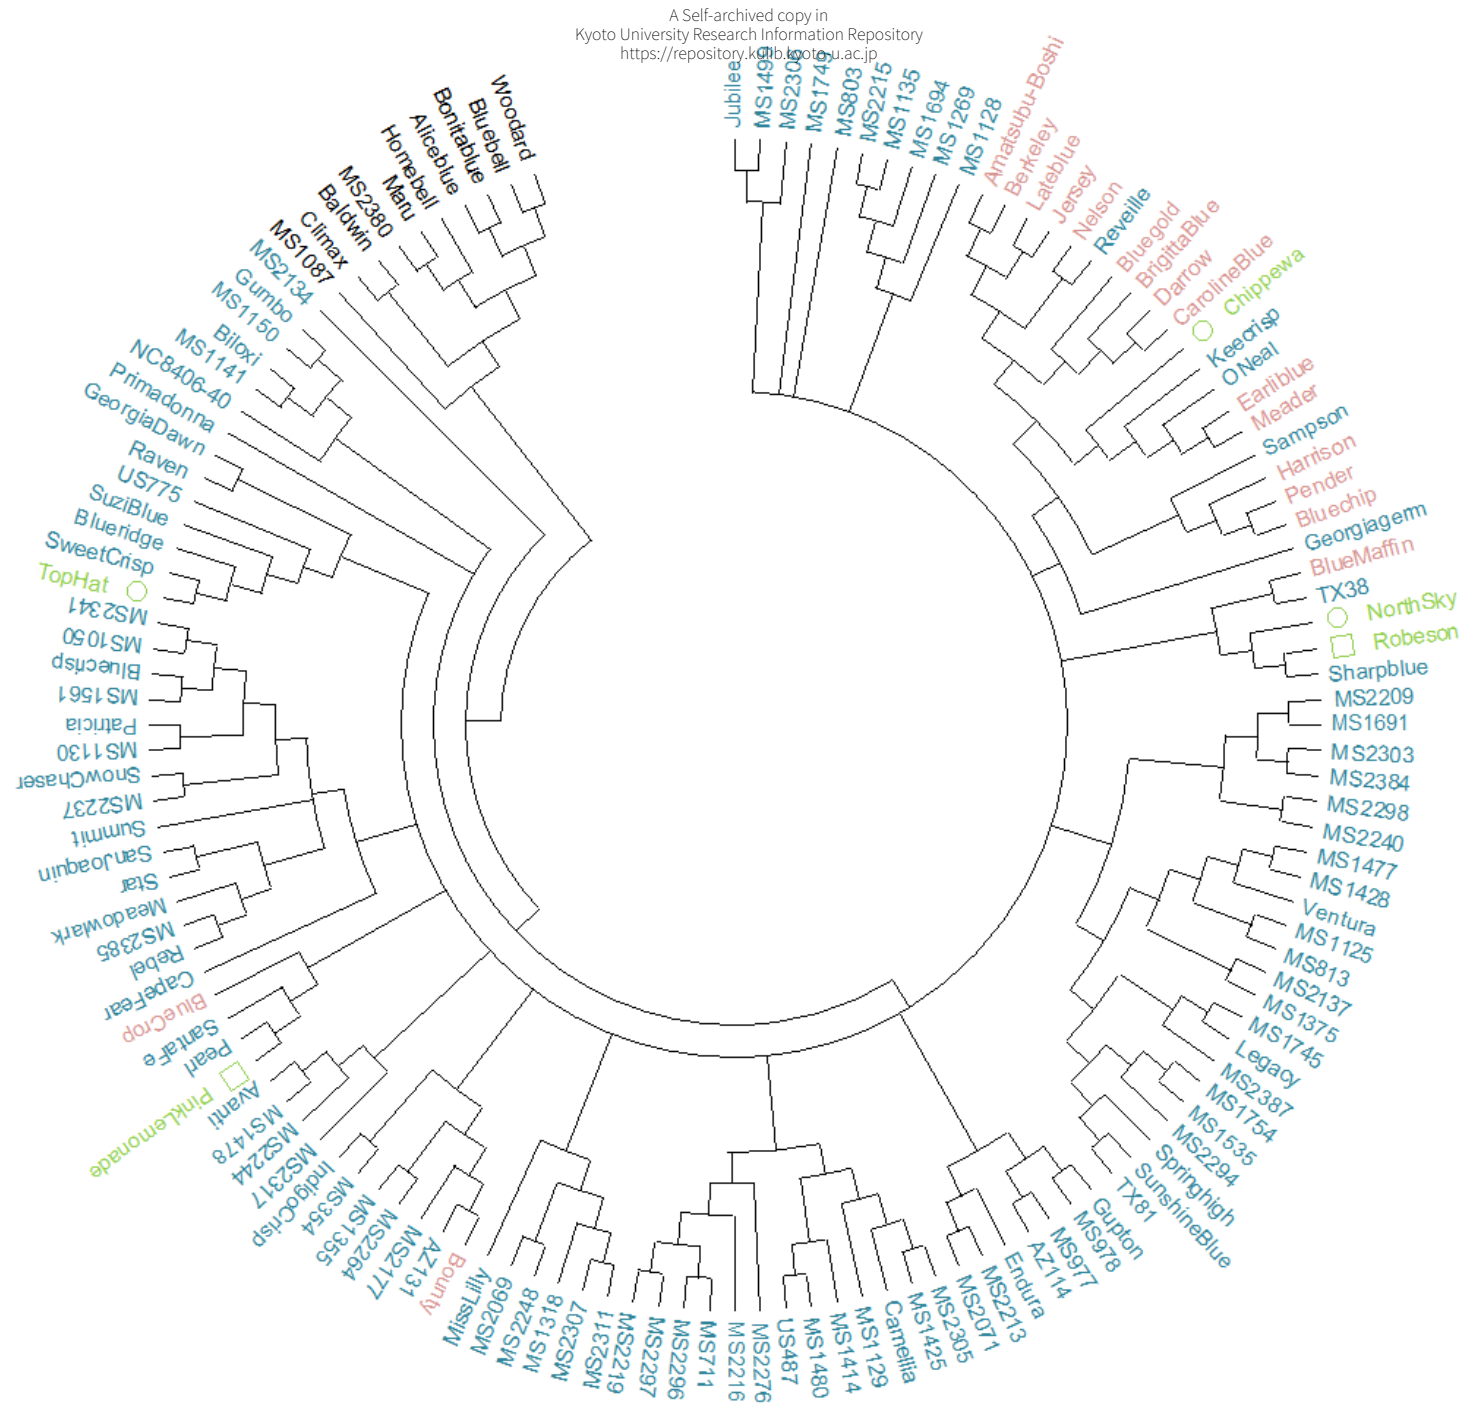 A Self-archived copy in
Kyoto University Research Information Repository
https://repository.kulib.kyoto-u.ac.jp
Jubilee
MS1499
MS2306
MS1749
MS803
MS2215
MS1135
MS1694
MS1269
MS1128
Amatsubu-Boshi
Berkeley
Lateblue
Jersey
Nelson
Reveille
Bluegold
BrigittaBlue
Darrow
CarolineBlue
Chippewa
Keecrisp
ONeal
Earliblue
Meader
Sampson
Harrison
Pender
Bluechip
Georgiagerm
BlueMaffin
TX38
NorthSky
Robeson
Sharpblue
MS2209
MS1691
MS2303
MS2384
MS2298
MS2240
MS1477
MS1428
Ventura
MS1125
MS813
MS2137
MS1375
MS1745
Legacy
MS2387
MS1754
MS1535
MS2294
Springhigh
SunshineBlue
TX81
Gupton
MS978
MS977
AZ114
Endura
MS2213
MS2071
MS2305
MS1425
Camellia
MS1129
MS1414
MS1480
US487
MS2276
MS2216
MS711
MS2296
MS2297
MS2219
MS2311
MS2307
MS1318
MS2248
MS2069
MissLilly
Bounty
AZ131
MS2177
MS2264
MS1355
MS354
IndigoCrisp
MS2317
MS2244
MS1478
Avanti
PinkLemonade
Pearl
SantaFe
BlueCrop
CapeFear
Rebel
MS2385
Meadowlark
Star
SanJoaquin
Summit
MS2237
SnowChaser
MS1130
Patricia
MS1561
Bluecrisp
MS1050
MS2341
TopHat
SweetCrisp
Blueridge
SuziBlue
US775
Raven
GeorgiaDawn
Primadonna
NC8406-40
MS1141
Biloxi
MS1150
Gumbo
MS2134
MS1087
Climax
Baldwin
MS2380
Maru
Homebell
Aliceblue
Bonitablue
Bluebell
Woodard